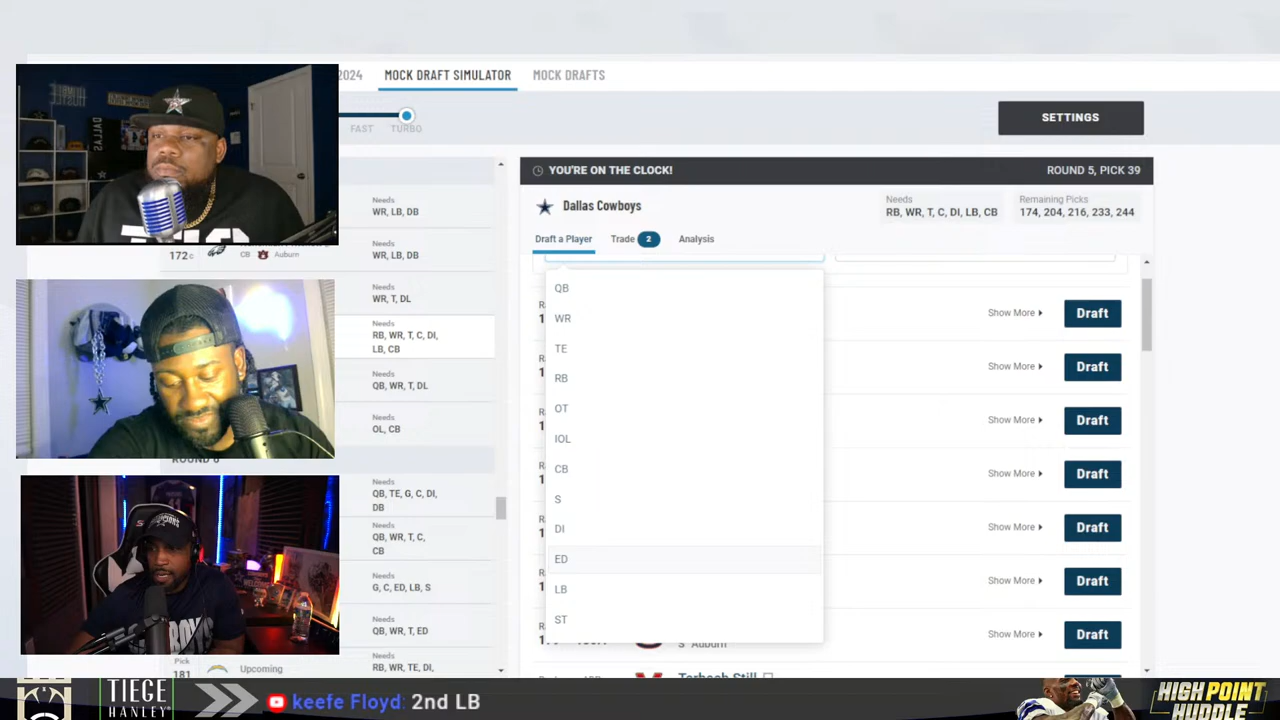 2024 MOCK DRAFT SIMULATOR MOCK DRAFTS
FAST TURBO
SETTINGS
YOU'RE ON THE CLOCK! ROUND 5, PICK 39
Dallas Cowboys
Needs
RB, WR, T, C, DI, LB, CB
Remaining Picks
174, 204, 216, 233, 244
Draft a Player Trade 2 Analysis
Needs
WR, LB, DB
172 C
CB Auburn
Needs
WR, LB, DB
Needs
WR, T, DL
Needs
RB, WR, T, C, DI,
LB, CB
Needs
QB, WR, T, DL
Needs
OL, CB
ROUND 6
Needs
QB, TE, G, C, DI,
DB
Needs
QB, WR, T, C,
CB
Needs
G, C, ED, LB, S
Needs
QB, WR, T, ED
Needs
RB, WR, TE, DI,
Pick
181
Upcoming
QB
WR
TE
RB
OT
IOL
CB
S
DI
ED
LB
ST
Show More Draft
Show More Draft
Show More Draft
Show More Draft
Show More Draft
Show More Draft
Show More Draft
S Auburn
DALLAS
TIEGE
HANLEY
keefe Floyd: 2nd LB
HIGH POINT
HUDDLE